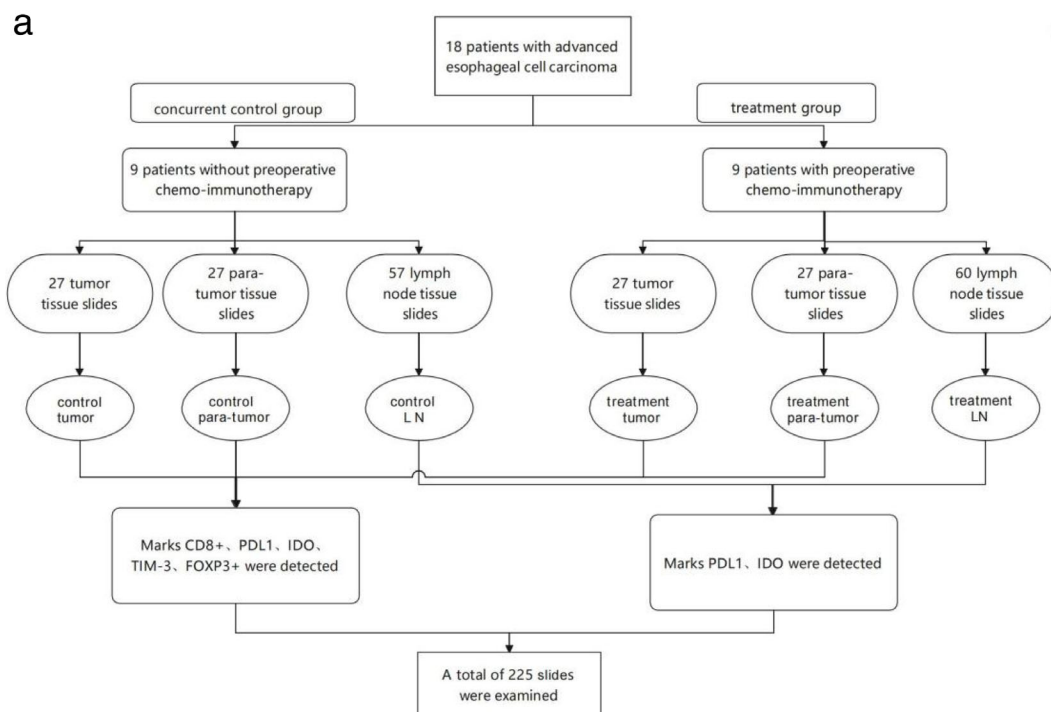 a
18 patients with advanced
esophageal cell carcinoma
concurrent control group
treatment group
9 patients without preoperative
chemo-immunotherapy
9 patients with preoperative
chemo-immunotherapy
27 tumor
tissue slides
27 para-
tumor tissue
slides
57 lymph
node tissue
slides
27 tumor
tissue slides
27 para-
tumor tissue
slides
60 lymph
node tissue
slides
control
tumor
control
para-tumor
control
L N
treatment
tumor
treatment
para-tumor
treatment
LN
Marks CD8+、PDL1、IDO、
TIM-3、FOXP3+ were detected
Marks PDL1、IDO were detected
A total of 225 slides
were examined